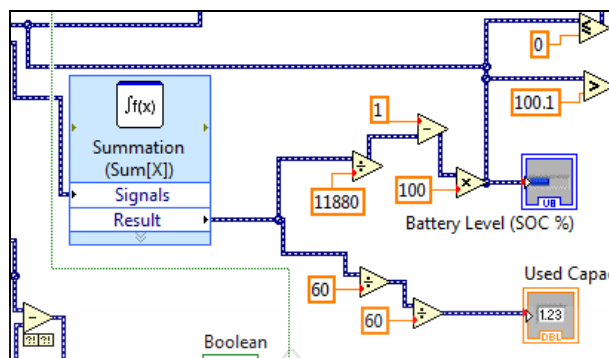 0
100.1
∫f(x)
Summation
(Sum[X])
Signals
Result
1
11880
100
Battery Level (SOC %)
60
60
Used Capac
1.23
DBL
?! ?!
Boolean